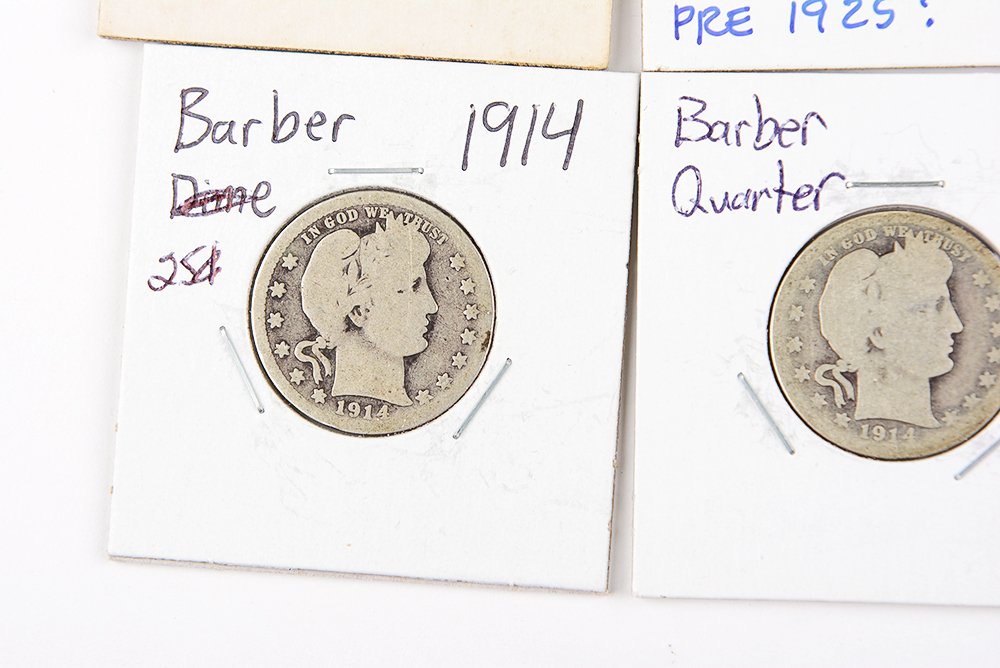 PRE 1925:
Barber 1914
Dime
25¢
IN GOD WE TRUST
1914
Barber
Quarter
IN GOD WE TRUST
1914